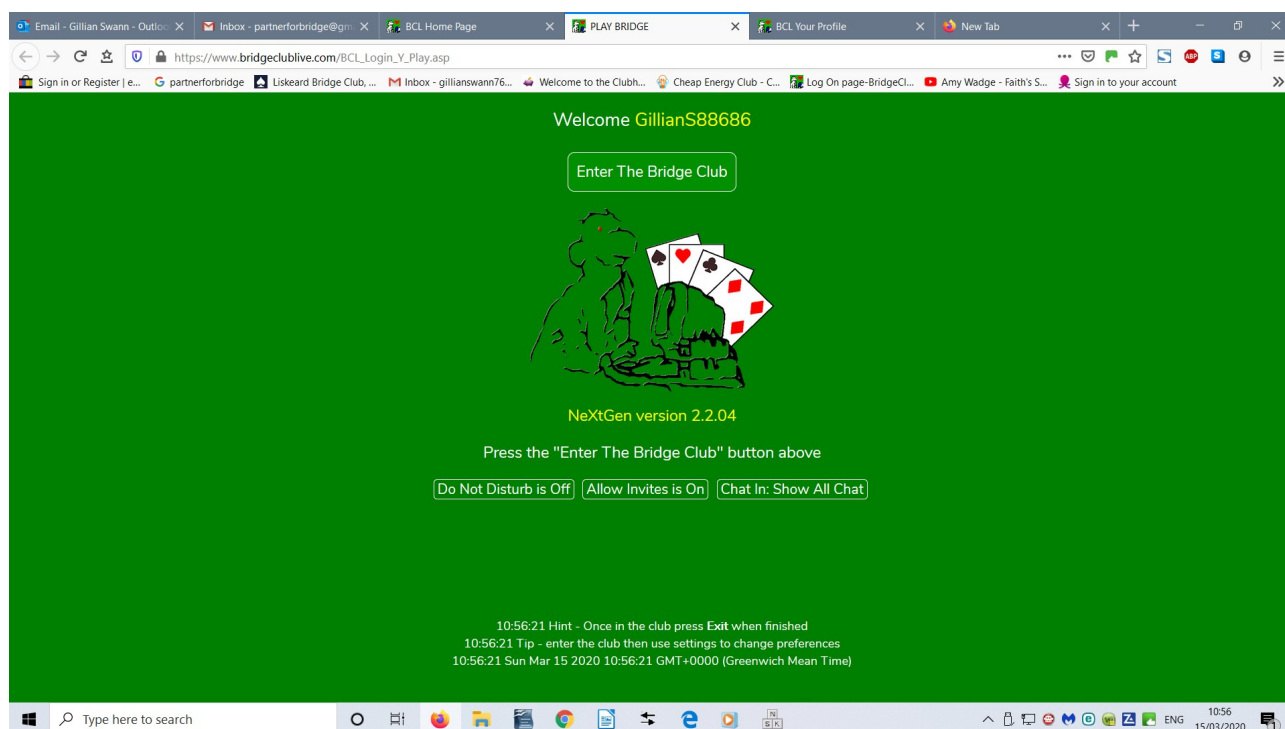 Email - Gillian Swann - Outloo
Inbox - partnerforbridge@gm
BCL Home Page
PLAY BRIDGE
BCL Your Profile
New Tab
https://www.bridgeclublive.com/BCL_Login_Y_Play.asp
Sign in or Register | e...
partnerforbridge
Liskeard Bridge Club, ...
Inbox - gillianswann76...
Welcome to the Clubh...
Cheap Energy Club - C...
Log On page-BridgeCl...
Amy Wadge - Faith's S...
Sign in to your account
Welcome GillianS88686
Enter The Bridge Club
NeXtGen version 2.2.04
Press the "Enter The Bridge Club" button above
Do Not Disturb is Off
Allow Invites is On
Chat In: Show All Chat
10:56:21 Hint - Once in the club press Exit when finished
10:56:21 Tip - enter the club then use settings to change preferences
10:56:21 Sun Mar 15 2020 10:56:21 GMT+0000 (Greenwich Mean Time)
Type here to search
ENG
10:56
15/03/2020